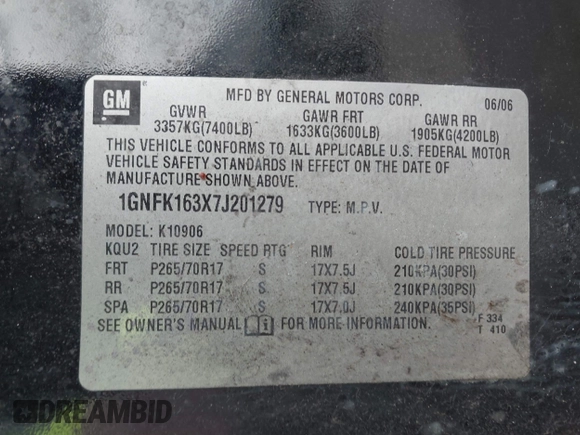 GM
MFD BY GENERAL MOTORS CORP. 06/06
GVWR GAWR FRT GAWR RR
3357KG(7400LB) 1633KG(3600LB) 1905KG(4200LB)
THIS VEHICLE CONFORMS TO ALL APPLICABLE U.S. FEDERAL MOTOR
VEHICLE SAFETY STANDARDS IN EFFECT ON THE DATE OF
MANUFACTURE SHOWN ABOVE.
1GNFK163X7J201279 TYPE: M.P.V.
MODEL: K10906
KQU2 TIRE SIZE SPEED RTG RIM COLD TIRE PRESSURE
FRT P265/70R17 S 17X7.5J 210KPA(30PSI)
RR P265/70R17 S 17X7.5J 210KPA(30PSI)
SPA P265/70R17 S 17X7.0J 240KPA(35PSI)
SEE OWNER'S MANUAL FOR MORE INFORMATION. F 334
T 410
DREAMBID